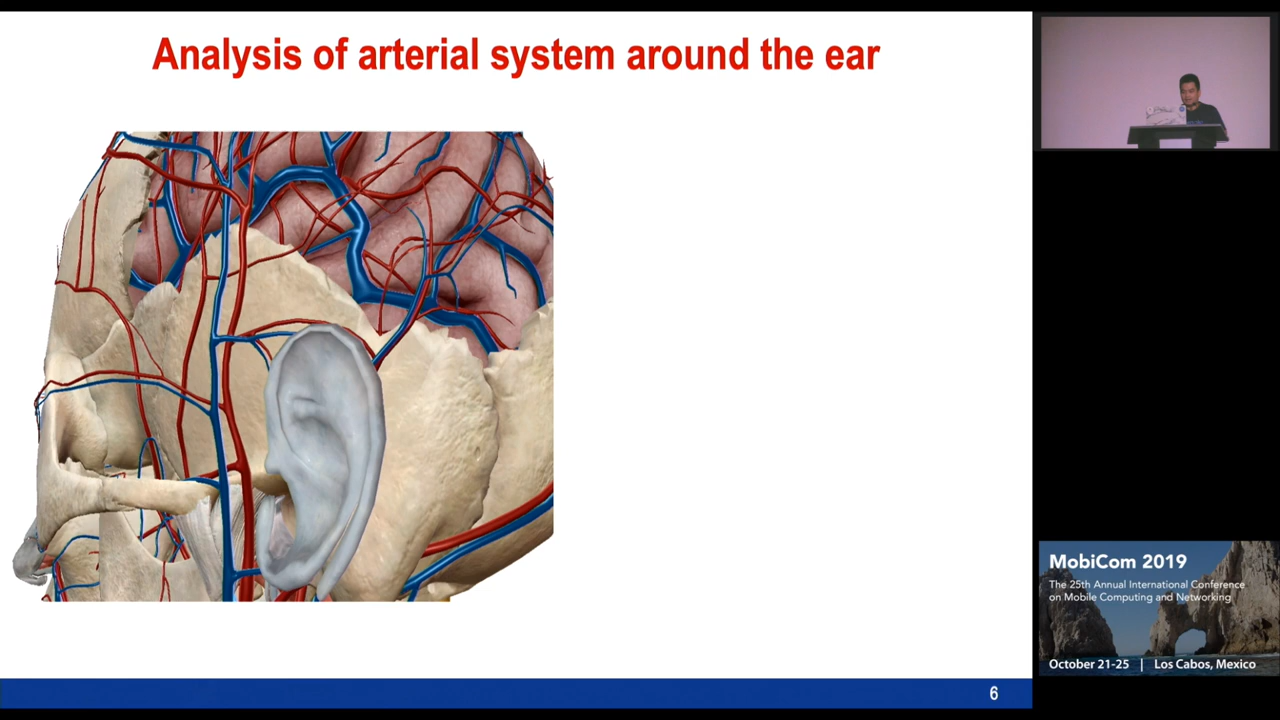 Analysis of arterial system around the ear
6
MobiCom 2019
The 25th Annual International Conference
on Mobile Computing and Networking
October 21-25 | Los Cabos, Mexico